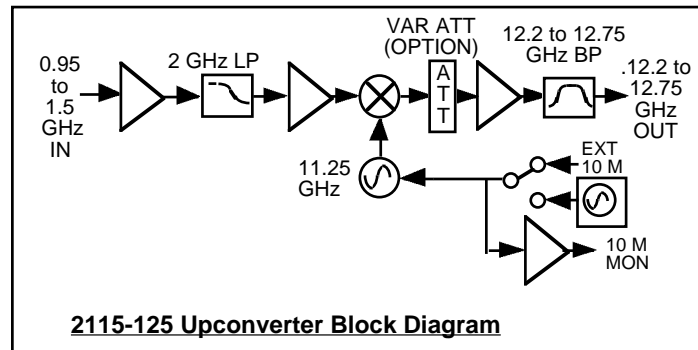 VAR ATT
(OPTION)
12.2 to 12.75
GHz BP
0.95
to
1.5
GHz
IN
2 GHz LP
A
T
T
.12.2 to
12.75
GHz
OUT
11.25
GHz
EXT
10 M
10 M
MON
2115-125 Upconverter Block Diagram